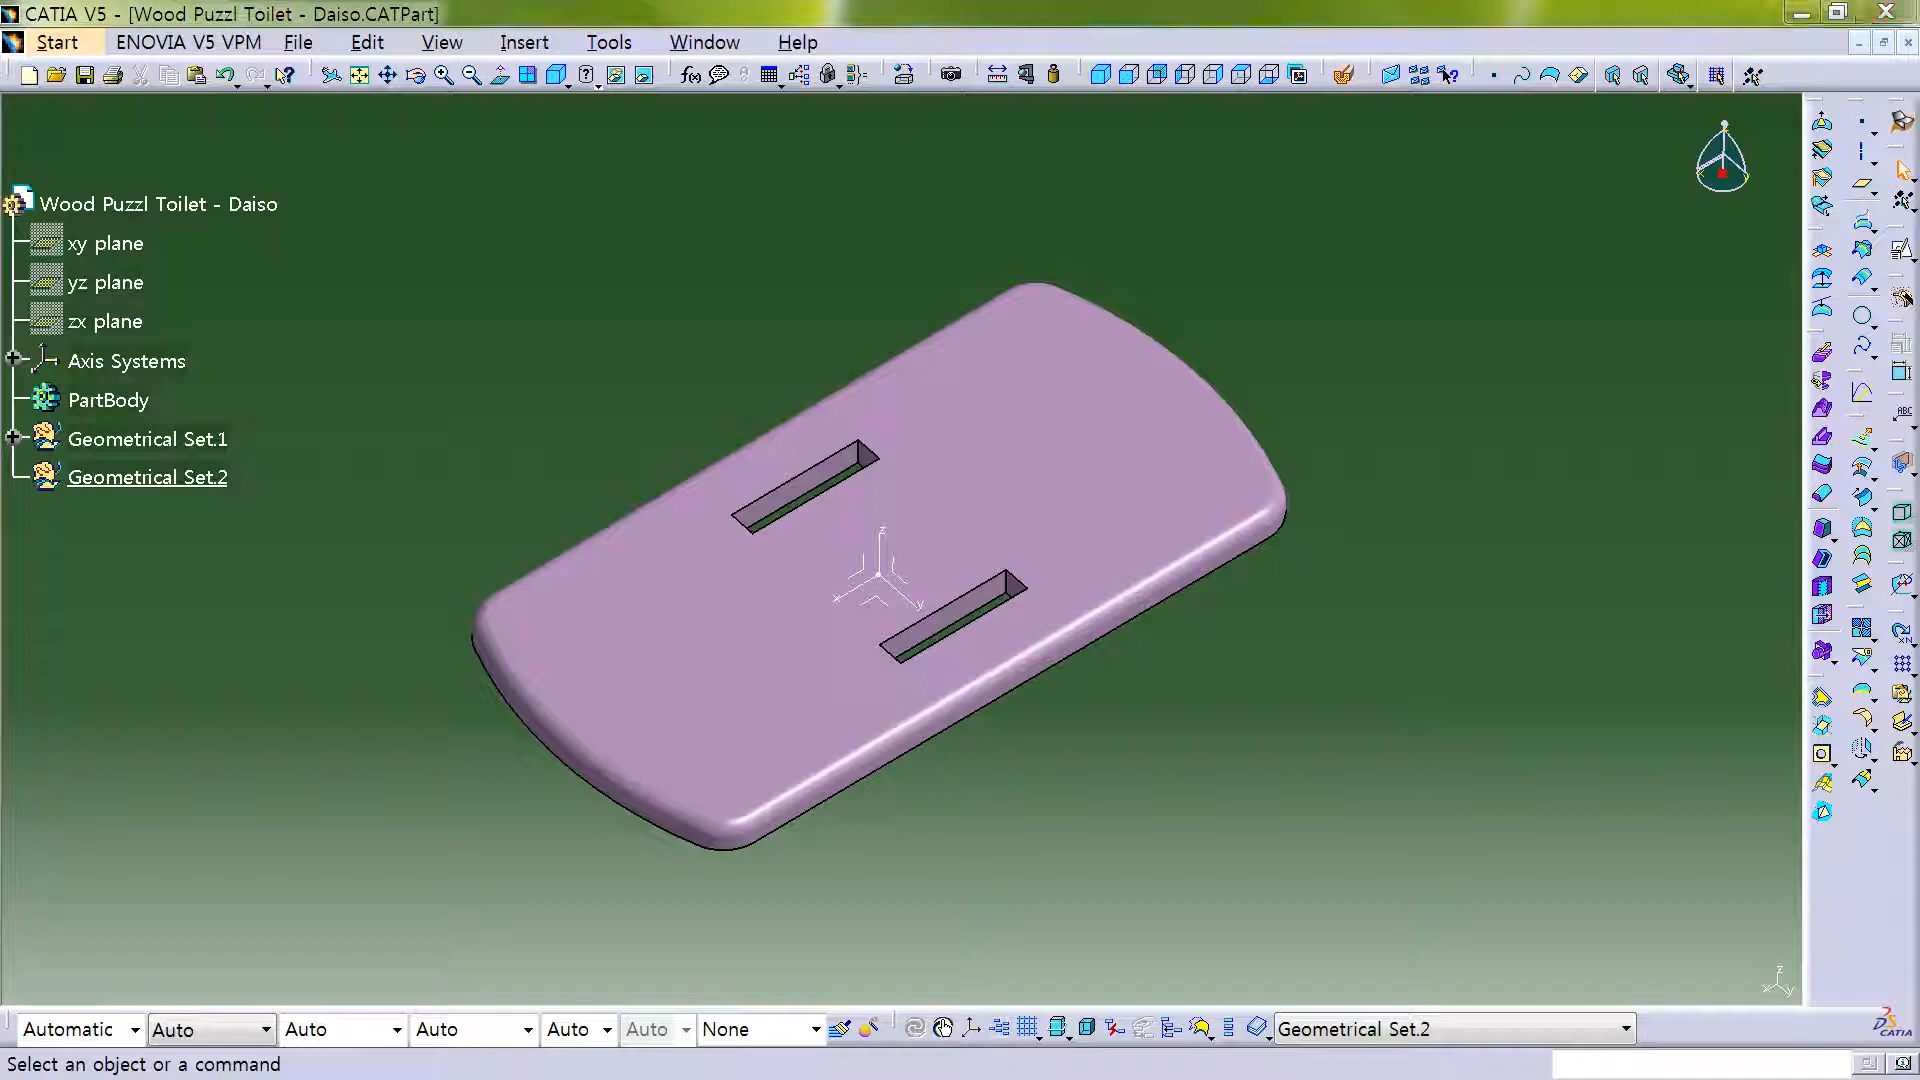 CATIA V5 - [Wood Puzzl Toilet - Daiso.CATPart]
Start ENOVIA V5 VPM File Edit View Insert Tools Window Help
Wood Puzzl Toilet - Daiso
xy plane
yz plane
zx plane
Axis Systems
PartBody
Geometrical Set.1
Geometrical Set.2
z
x y
z
x y
Automatic Auto Auto Auto Auto Auto None Geometrical Set.2
CATIA
Select an object or a command